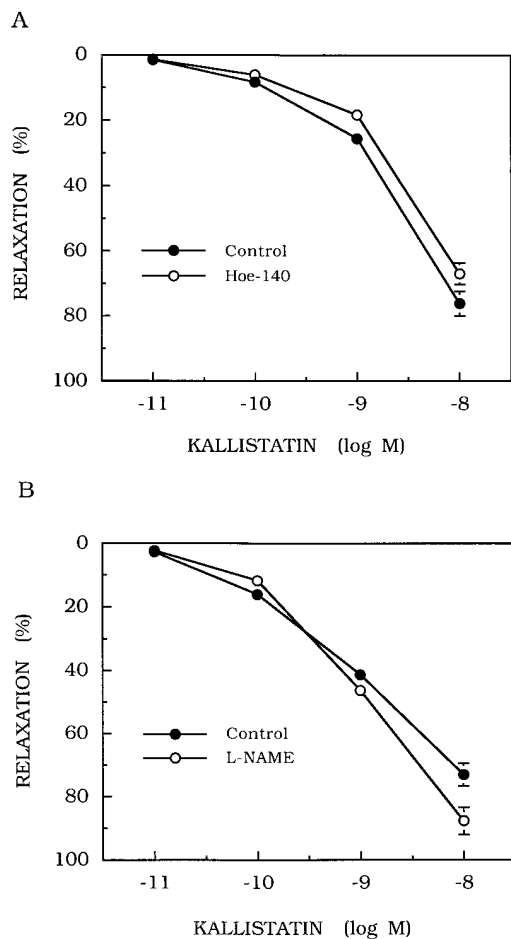 A
0
20
40
60
80
100
RELAXATION (%)
Control
Hoe-140
-11 -10 -9 -8
KALLISTATIN (log M)
B
0
20
40
60
80
100
RELAXATION (%)
Control
L-NAME
-11 -10 -9 -8
KALLISTATIN (log M)